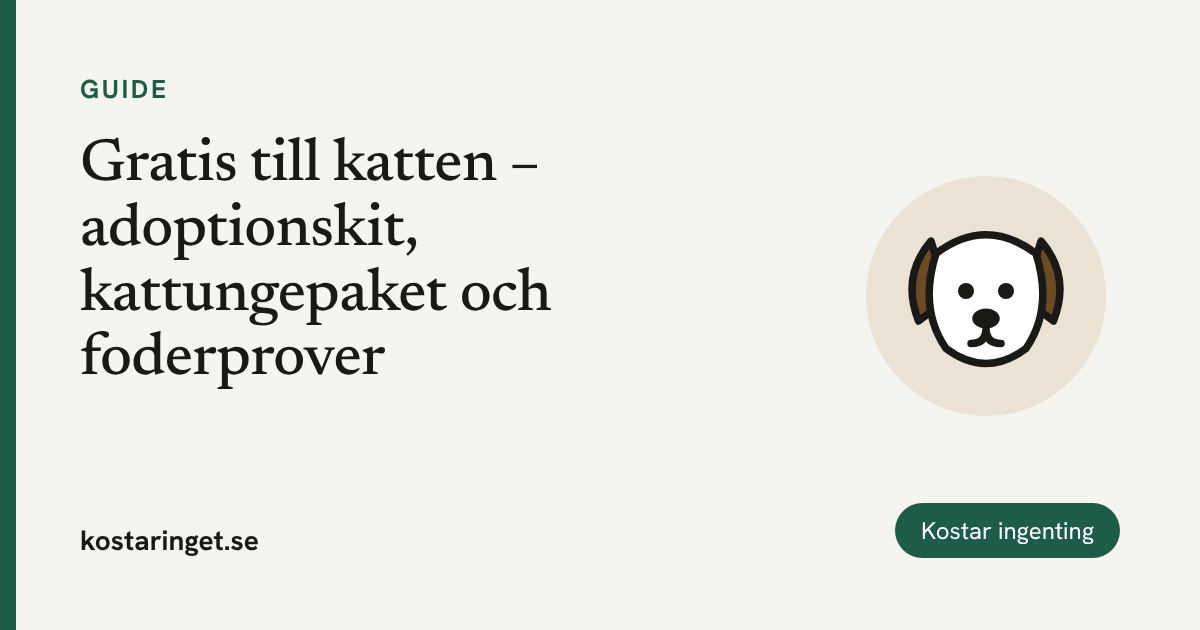 GUIDE
Gratis till katten –
adoptionskit,
kattungepaket och
foderprover
kostaringet.se
Kostar ingenting